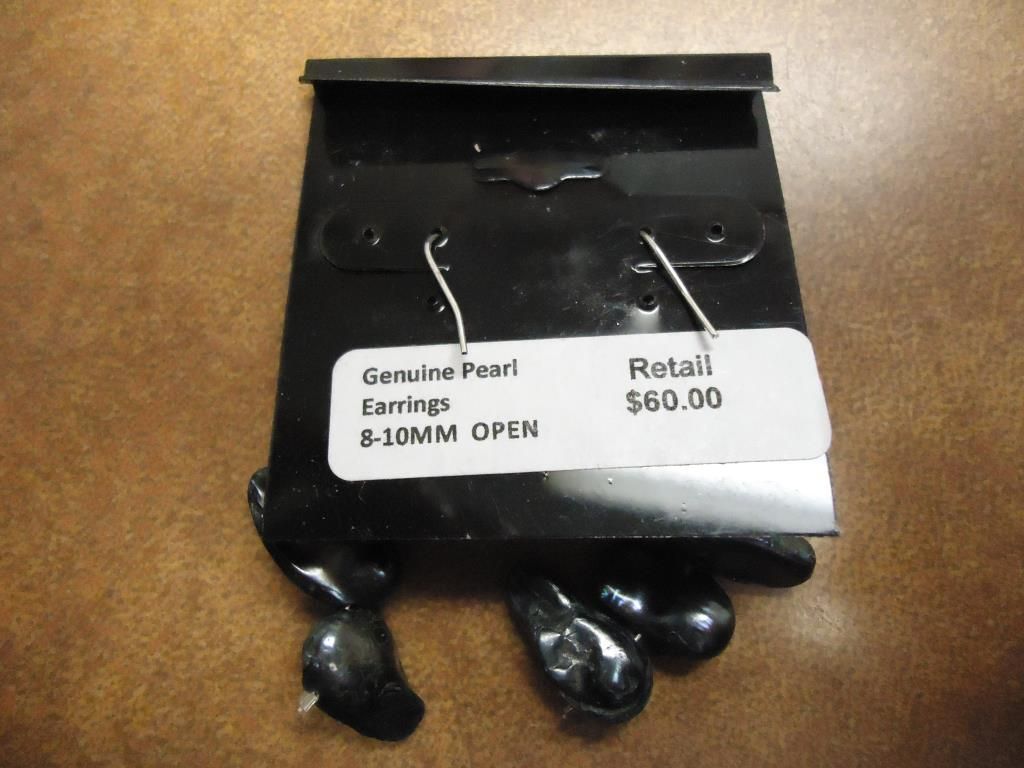 Genuine Pearl
Earrings
8-10MM OPEN
Retail
$60.00